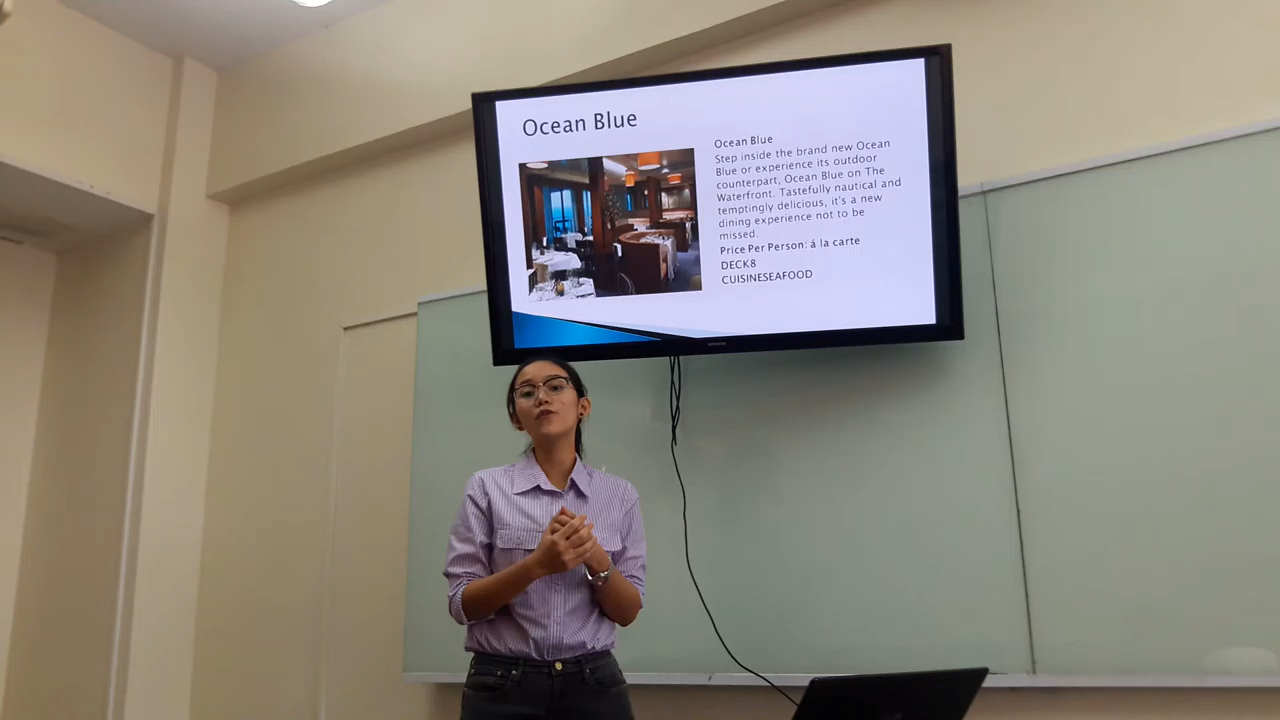 Ocean Blue
Ocean Blue
Step inside the brand new Ocean
Blue or experience its outdoor
counterpart, Ocean Blue on The
Waterfront. Tastefully nautical and
temptingly delicious, it's a new
dining experience not to be
missed.
Price Per Person: á la carte
DECK8
CUISINESEAFOOD
SAMSUNG